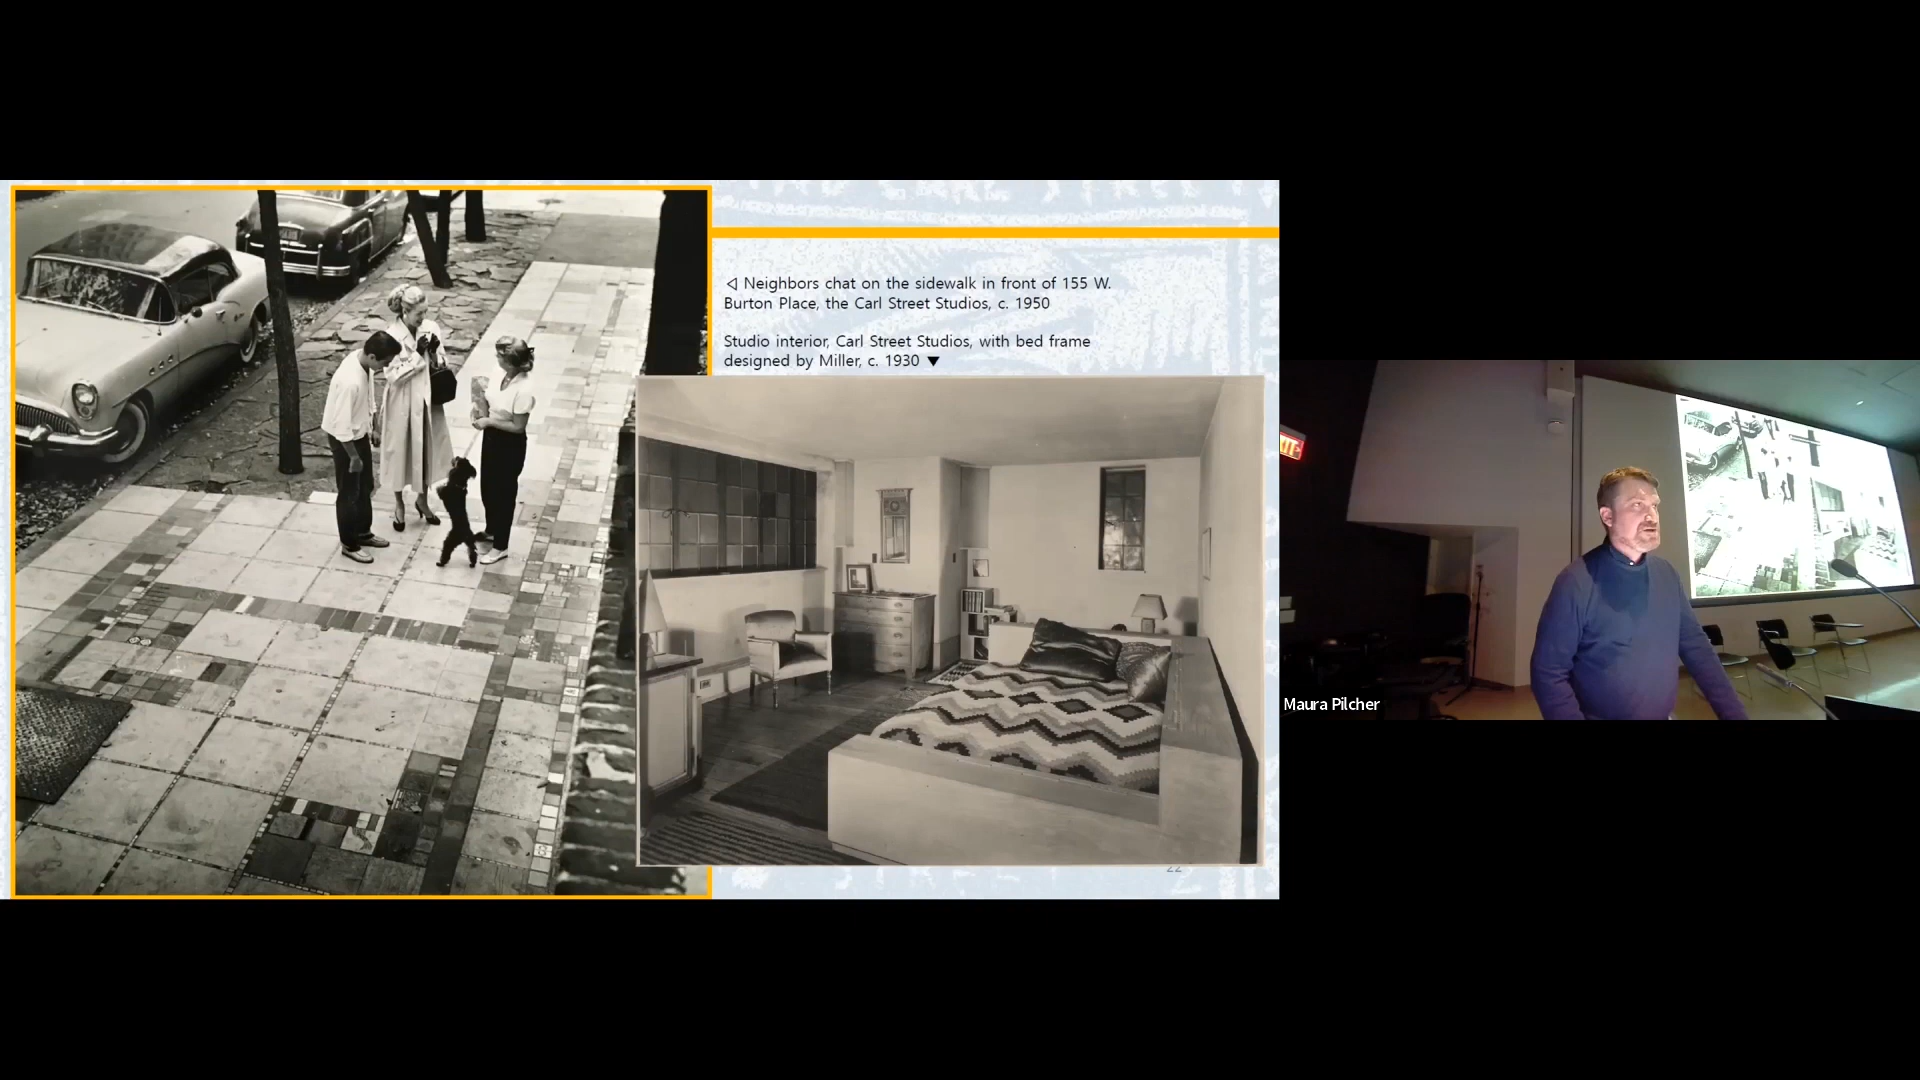 ◁ Neighbors chat on the sidewalk in front of 155 W.
Burton Place, the Carl Street Studios, c. 1950
Studio interior, Carl Street Studios, with bed frame
designed by Miller, c. 1930 ▼
22
Maura Pilcher